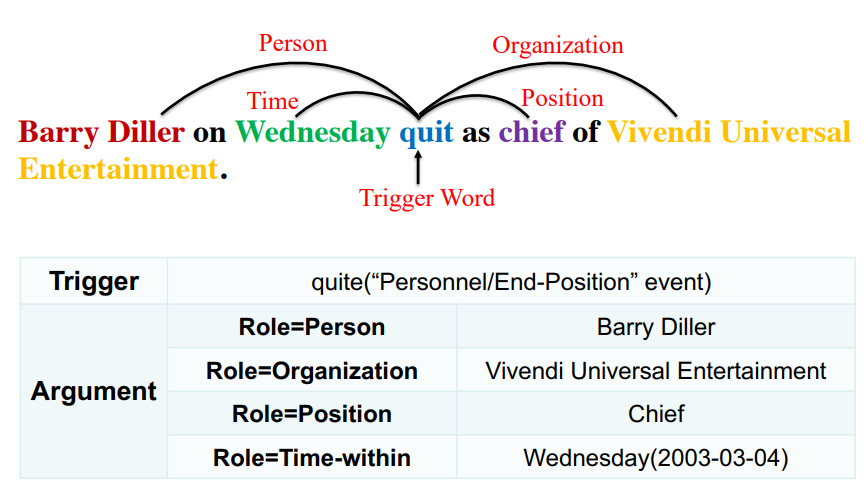 Person
Organization
Time
Position
Barry Diller on Wednesday quit as chief of Vivendi Universal
Entertainment.
Trigger Word
Trigger
quite(“Personnel/End-Position” event)
Argument
Role=Person
Barry Diller
Role=Organization
Vivendi Universal Entertainment
Role=Position
Chief
Role=Time-within
Wednesday(2003-03-04)